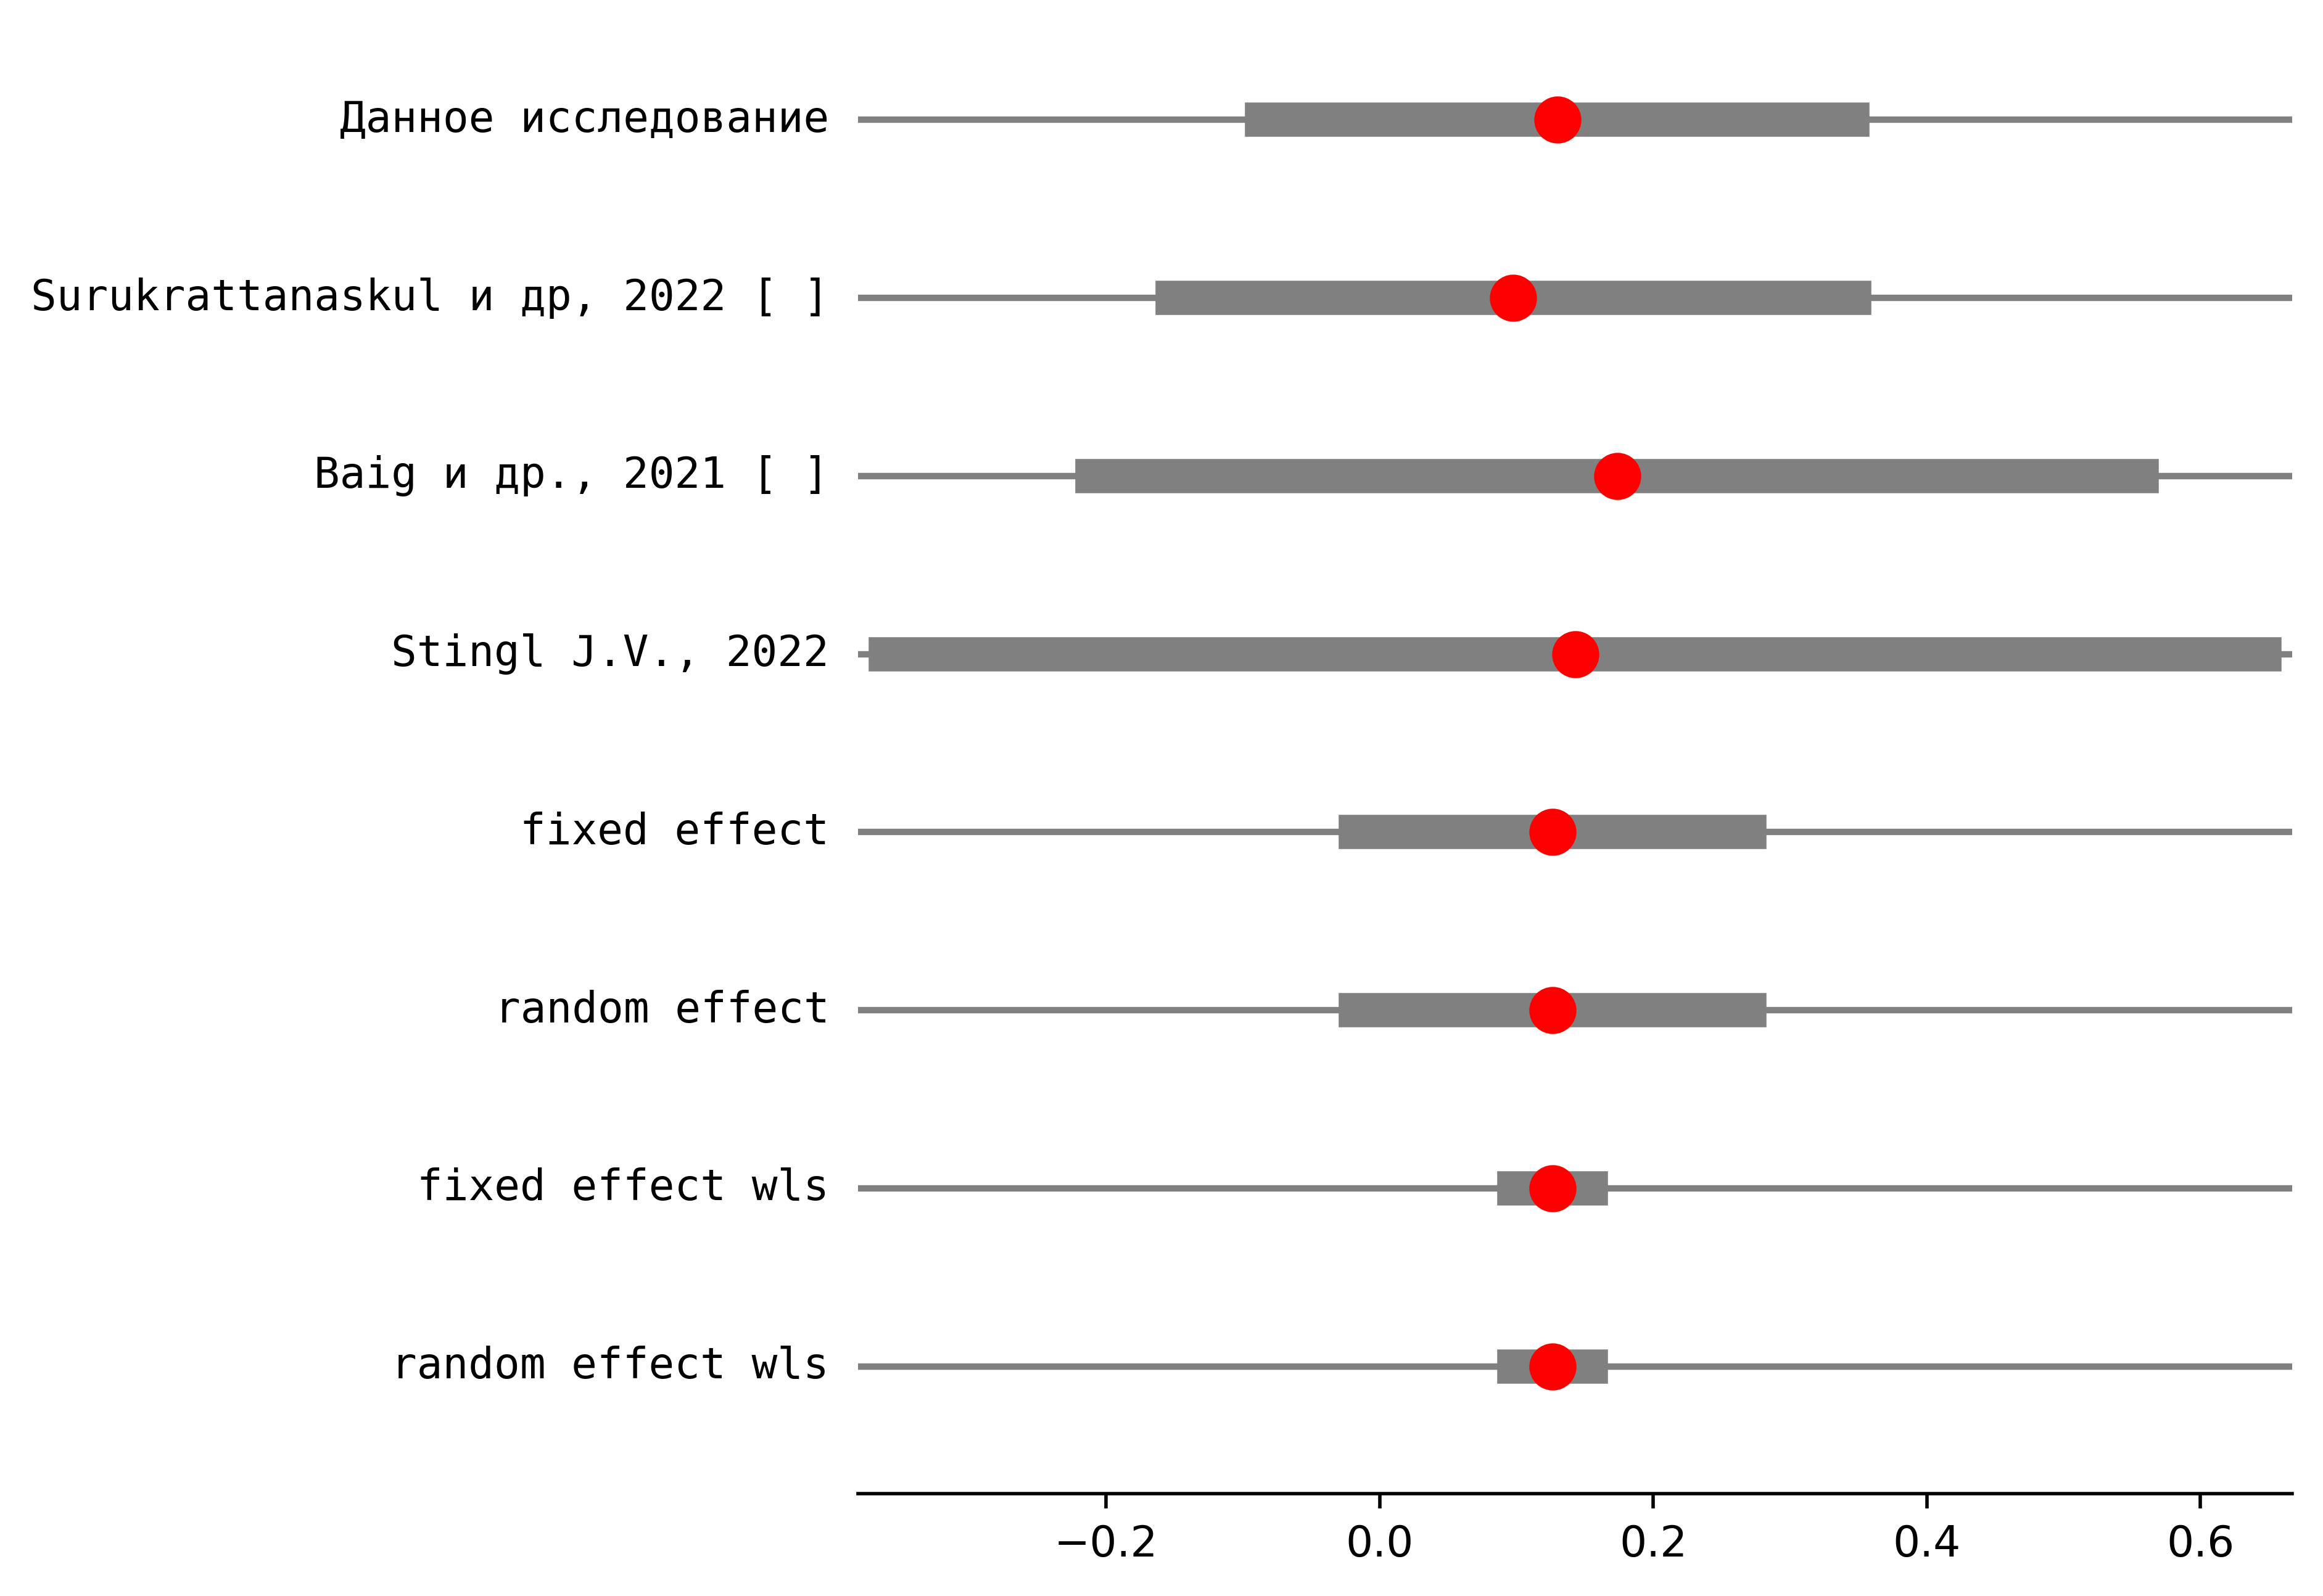 Данное исследование
Surukrattanaskul и др, 2022 [ ]
Baig и др., 2021 [ ]
Stingl J.V., 2022
fixed effect
random effect
fixed effect wls
random effect wls
−0.2 0.0 0.2 0.4 0.6